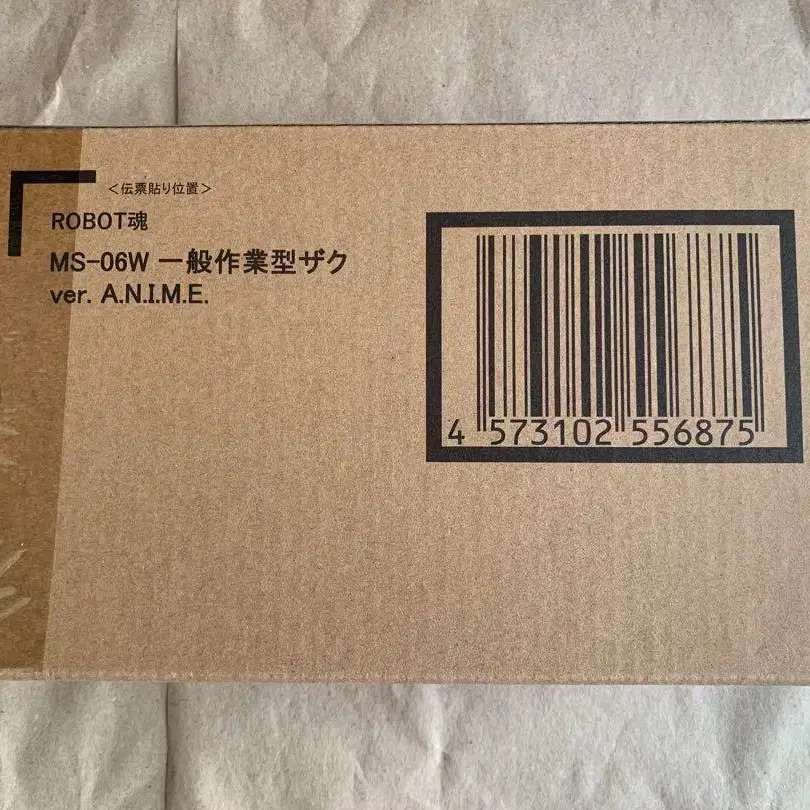 ＜伝票貼り位置＞
ROBOT魂
MS-06W 一般作業型ザク
ver. A.N.I.M.E.
4 573102 556875